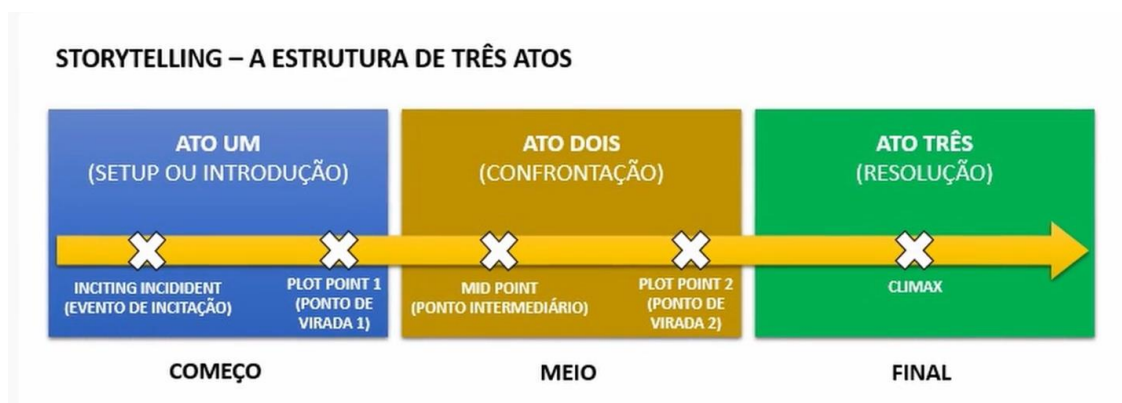 STORYTELLING – A ESTRUTURA DE TRÊS ATOS
ATO UM
(SETUP OU INTRODUÇÃO)
INCITING INCIDIDENT
(EVENTO DE INCITAÇÃO)
PLOT POINT 1
(PONTO DE
VIRADA 1)
COMEÇO
ATO DOIS
(CONFRONTAÇÃO)
MID POINT
(PONTO INTERMEDIÁRIO)
PLOT POINT 2
(PONTO DE
VIRADA 2)
MEIO
ATO TRÊS
(RESOLUÇÃO)
CLIMAX
FINAL